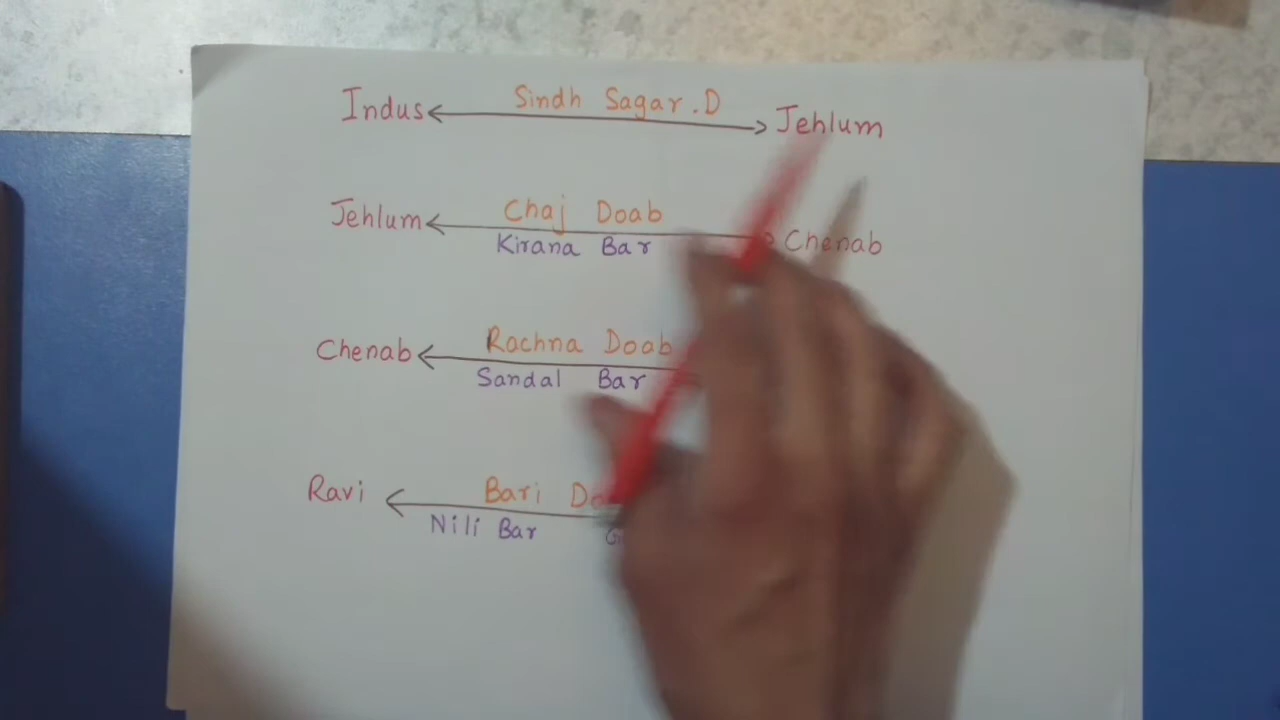 Indus Sindh Sagar.D Jehlum
Jehlum Chaj Doab Chenab
Kirana Bar
Chenab Rachna Doab
Sandal Bar
Ravi Bari
Nili Bar